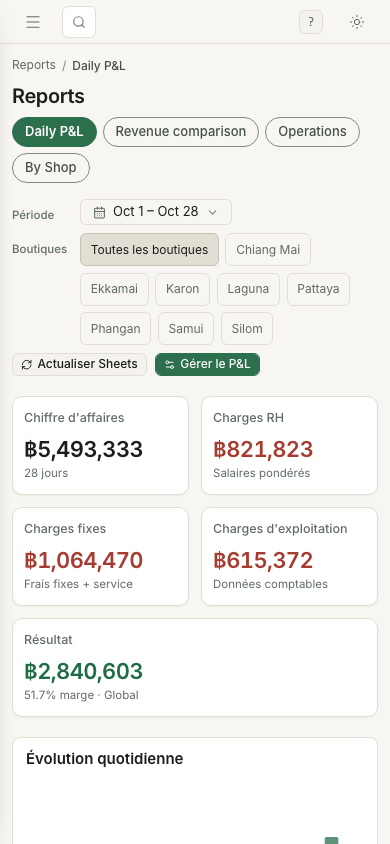 ?
Reports / Daily P&L
Reports
Daily P&L
Revenue comparison
Operations
By Shop
Période
Oct 1 – Oct 28
Boutiques
Toutes les boutiques
Chiang Mai
Ekkamai
Karon
Laguna
Pattaya
Phangan
Samui
Silom
Actualiser Sheets
Gérer le P&L
Chiffre d'affaires
฿5,493,333
28 jours
Charges RH
฿821,823
Salaires pondérés
Charges fixes
฿1,064,470
Frais fixes + service
Charges d'exploitation
฿615,372
Données comptables
Résultat
฿2,840,603
51.7% marge · Global
Évolution quotidienne